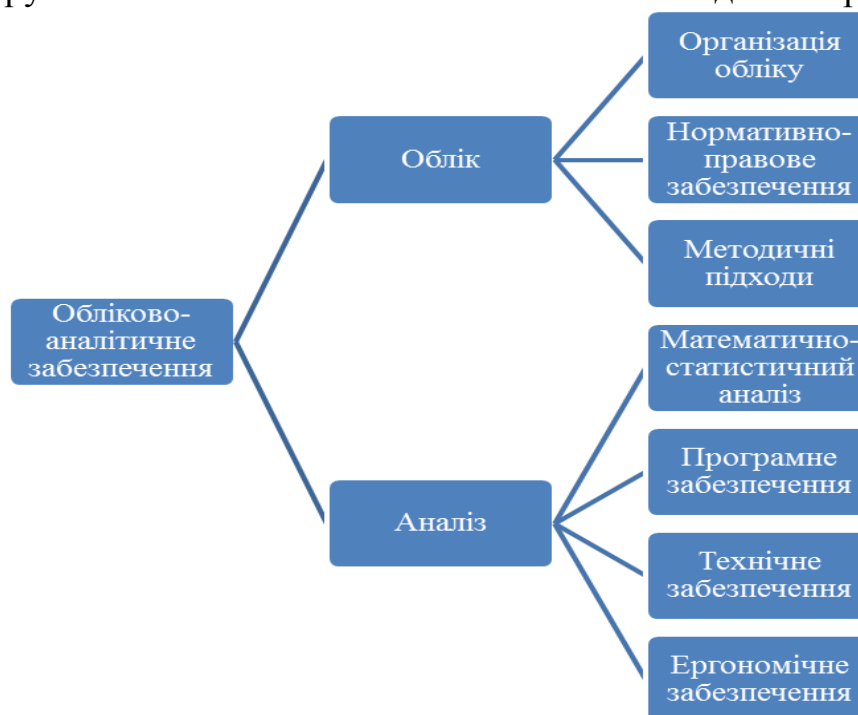 Обліково-
аналітичне
забезпечення
Облік
Організація
обліку
Нормативно-
правове
забезпечення
Методичні
підходи
Аналіз
Математично-
статистичний
аналіз
Програмне
забезпечення
Технічне
забезпечення
Ергономічне
забезпечення